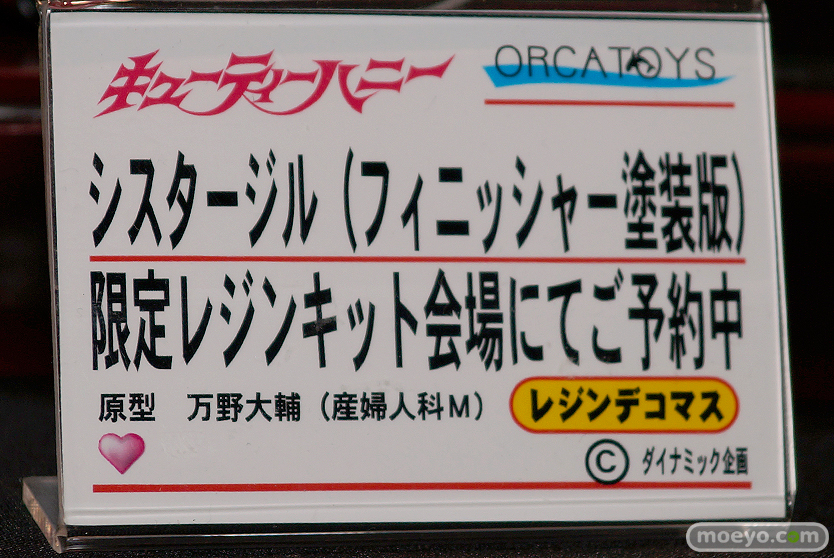 キューティーハニー
ORCATOYS
シスタージル（フィニッシャー塗装版）
限定レジンキット会場にてご予約中
原型　万野大輔（産婦人科M）
レジンデコマス
©ダイナミック企画
moeyo.com